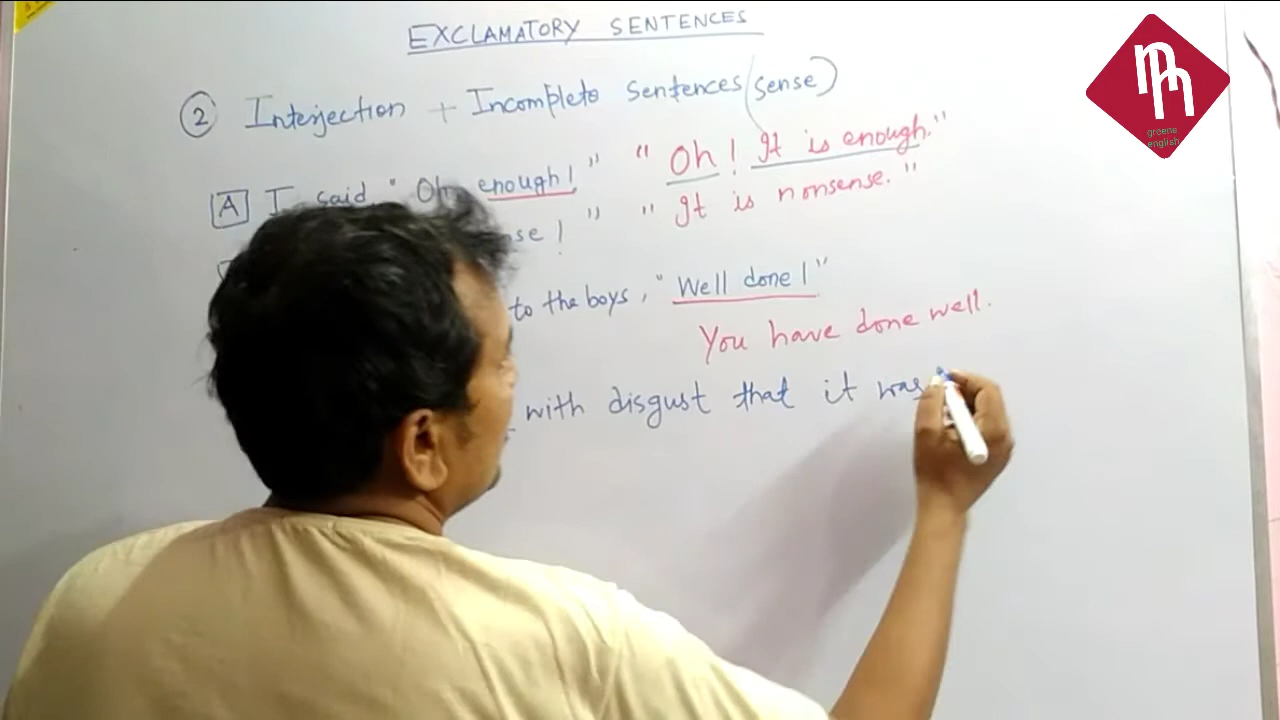 EXCLAMATORY SENTENCES
② Interjection + Incomplete sentences (sense)
A I said, " Oh enough! " " Oh! It is enough."
se! " " It is nonsense."
to the boys, " Well done! "
You have done well.
with disgust that it was
greene
english